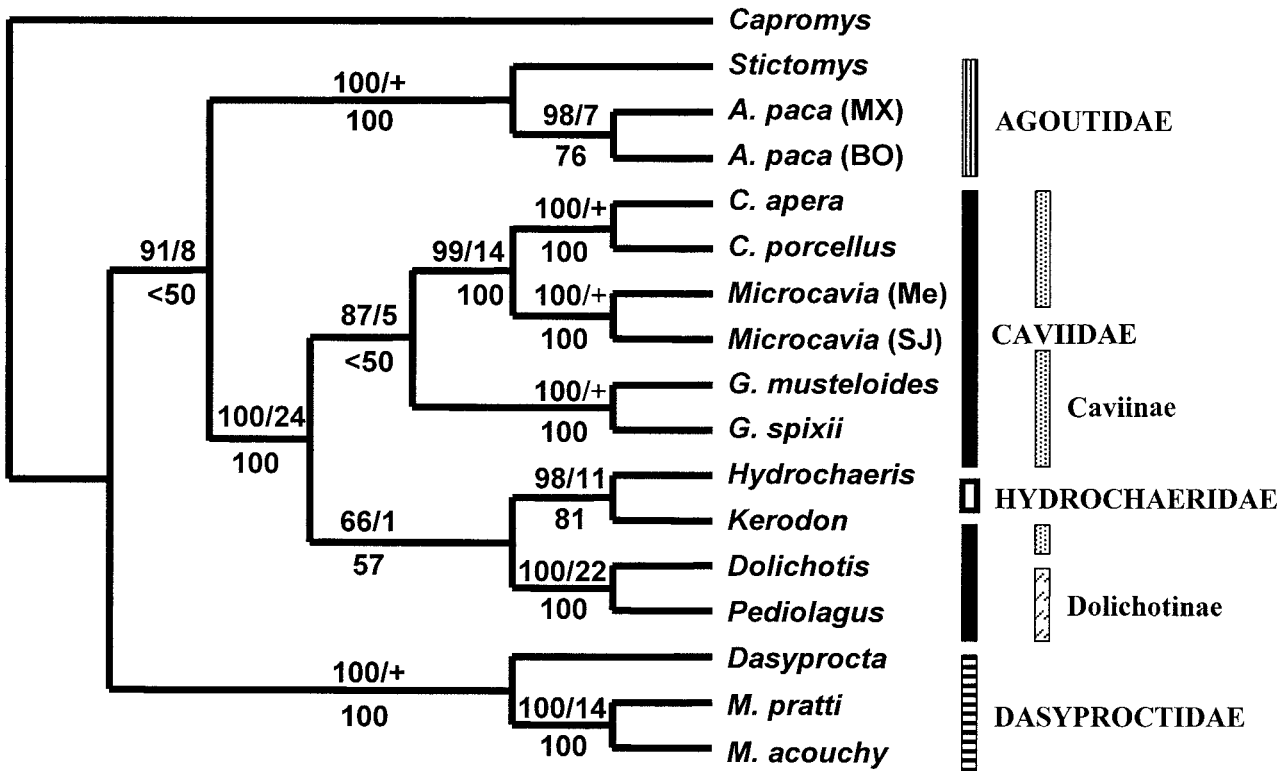 Capromys
Stictomys
100/+
100
98/7
A. paca (MX)
AGOUTIDAE
76
A. paca (BO)
C. apera
100/+
100
C. porcellus
91/8
<50
99/14
100
Microcavia (Me)
100/+
100
87/5
<50
Microcavia (SJ)
CAVIIDAE
G. musteloides
100/+
100
Caviinae
100/24
100
G. spixii
Hydrochaeris
98/11
81
HYDROCHAERIDAE
66/1
57
Kerodon
Dolichotis
100/22
100
Dolichotinae
Pediolagus
Dasyprocta
100/+
100
M. pratti
100/14
100
DASYPROCTIDAE
M. acouchy